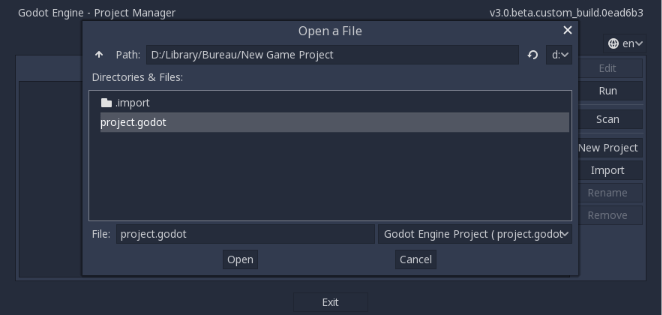 Godot Engine - Project Manager
v3.0.beta.custom_build.0ead6b3
Open a File
Path: D:/Library/Bureau/New Game Project d:
en
Directories & Files:
Edit
.import
Run
project.godot
Scan
New Project
Import
Rename
Remove
File: project.godot Godot Engine Project ( project.godot
Open Cancel
Exit